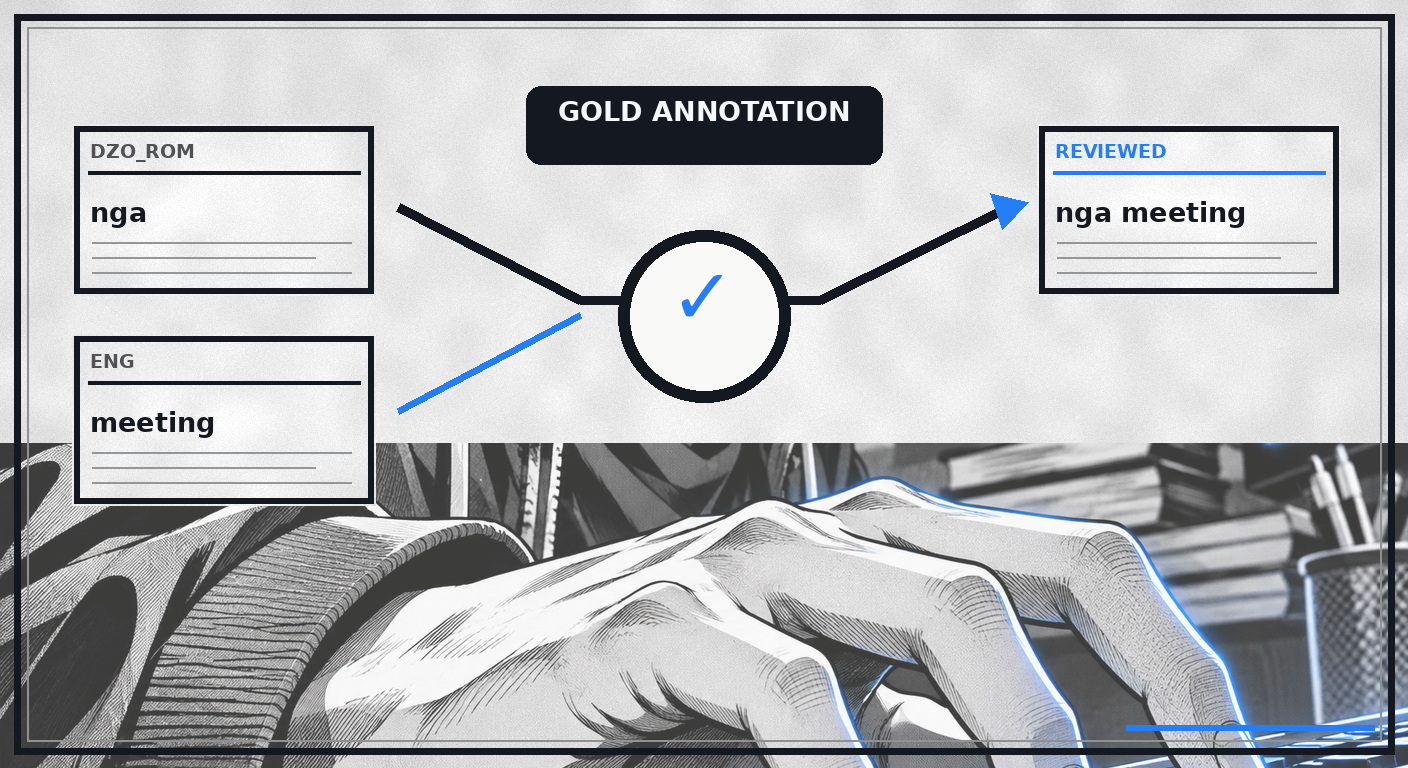 GOLD ANNOTATION
DZO_ROM
nga
ENG
meeting
REVIEWED
nga meeting